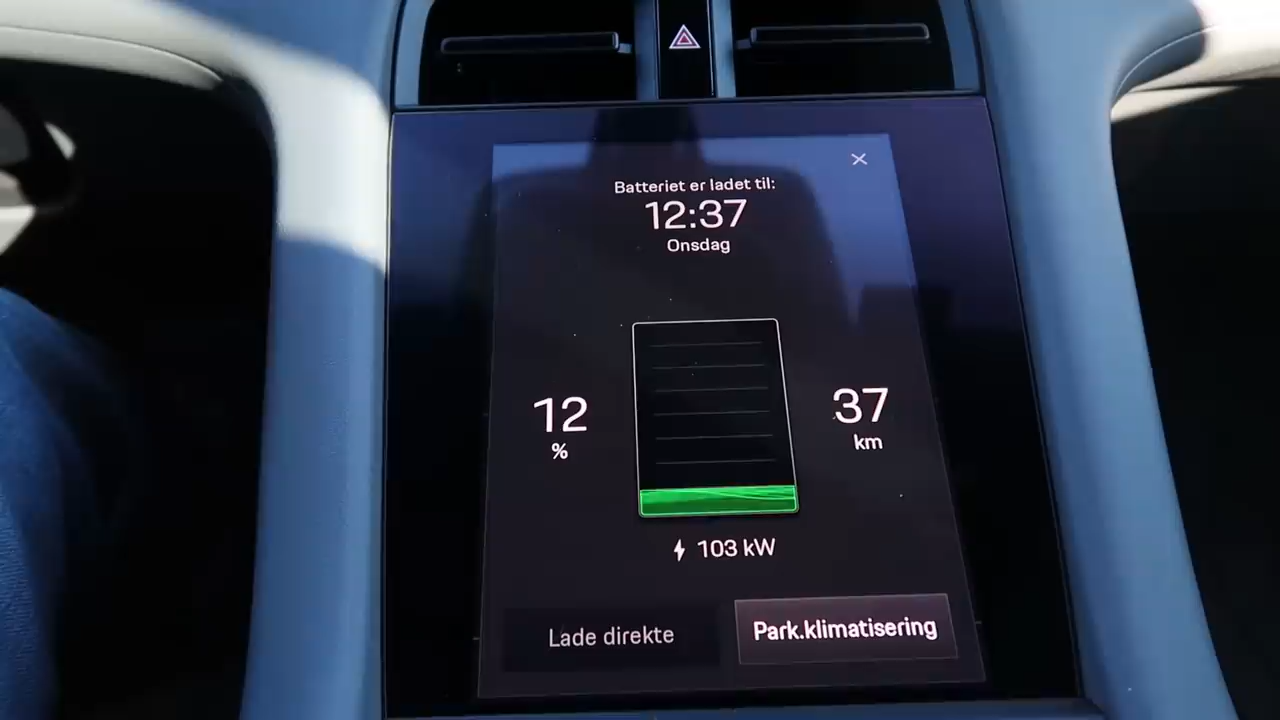 Batteriet er ladet til:
12:37
Onsdag
12
%
37
km
103 kW
Lade direkte
Park.klimatisering